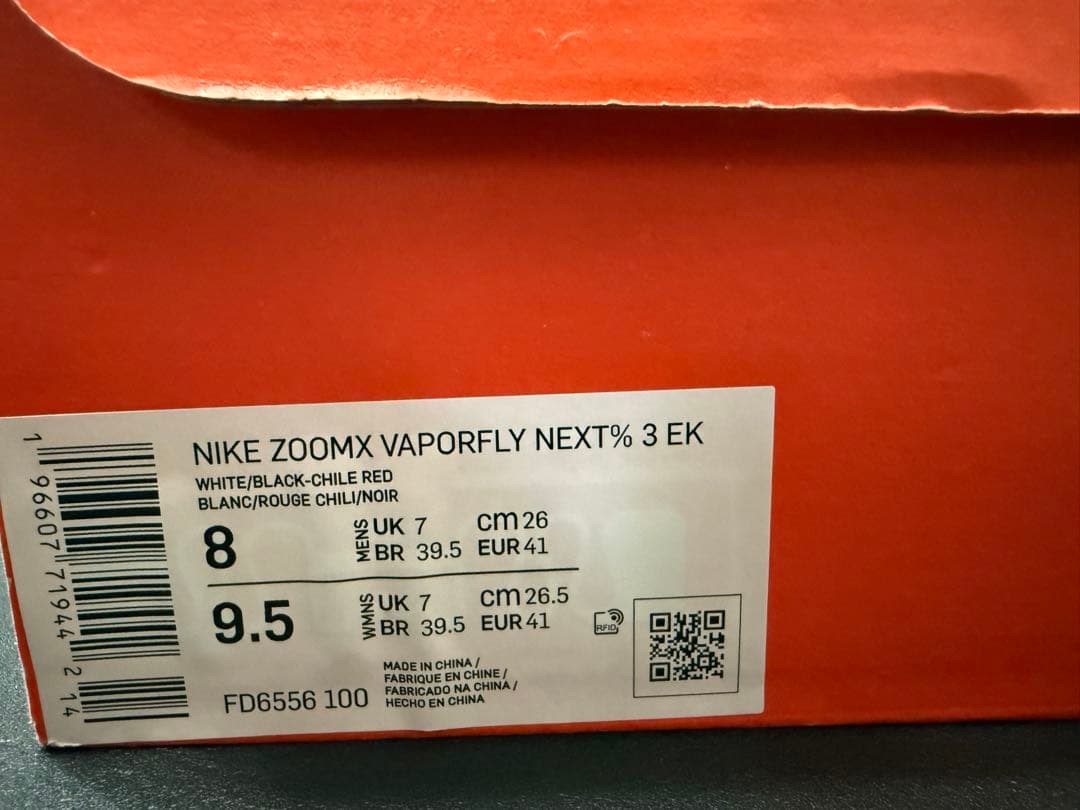 NIKE ZOOMX VAPORFLY NEXT% 3 EK
WHITE/BLACK-CHILE RED
BLANC/ROUGE CHILI/NOIR
8 MENS UK 7 cm 26
BR 39.5 EUR 41
9.5 WMNS UK 7 cm 26.5
BR 39.5 EUR 41
RFID
FD6556 100
MADE IN CHINA /
FABRIQUE EN CHINE /
FABRICADO NA CHINA /
HECHO EN CHINA
1 96607 71944 2 14